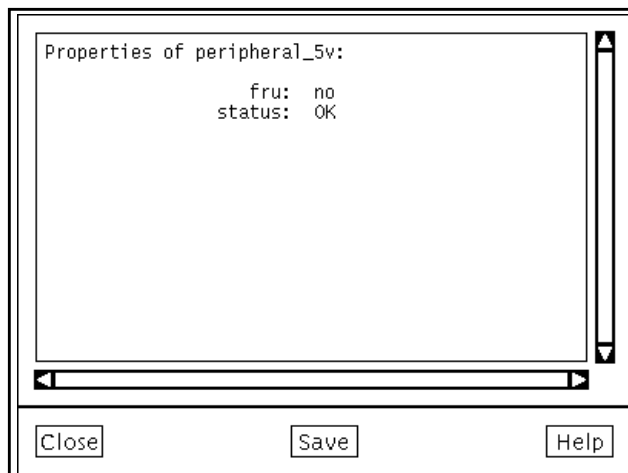 Properties of peripheral_5v:
fru: no
status: OK
Close Save Help